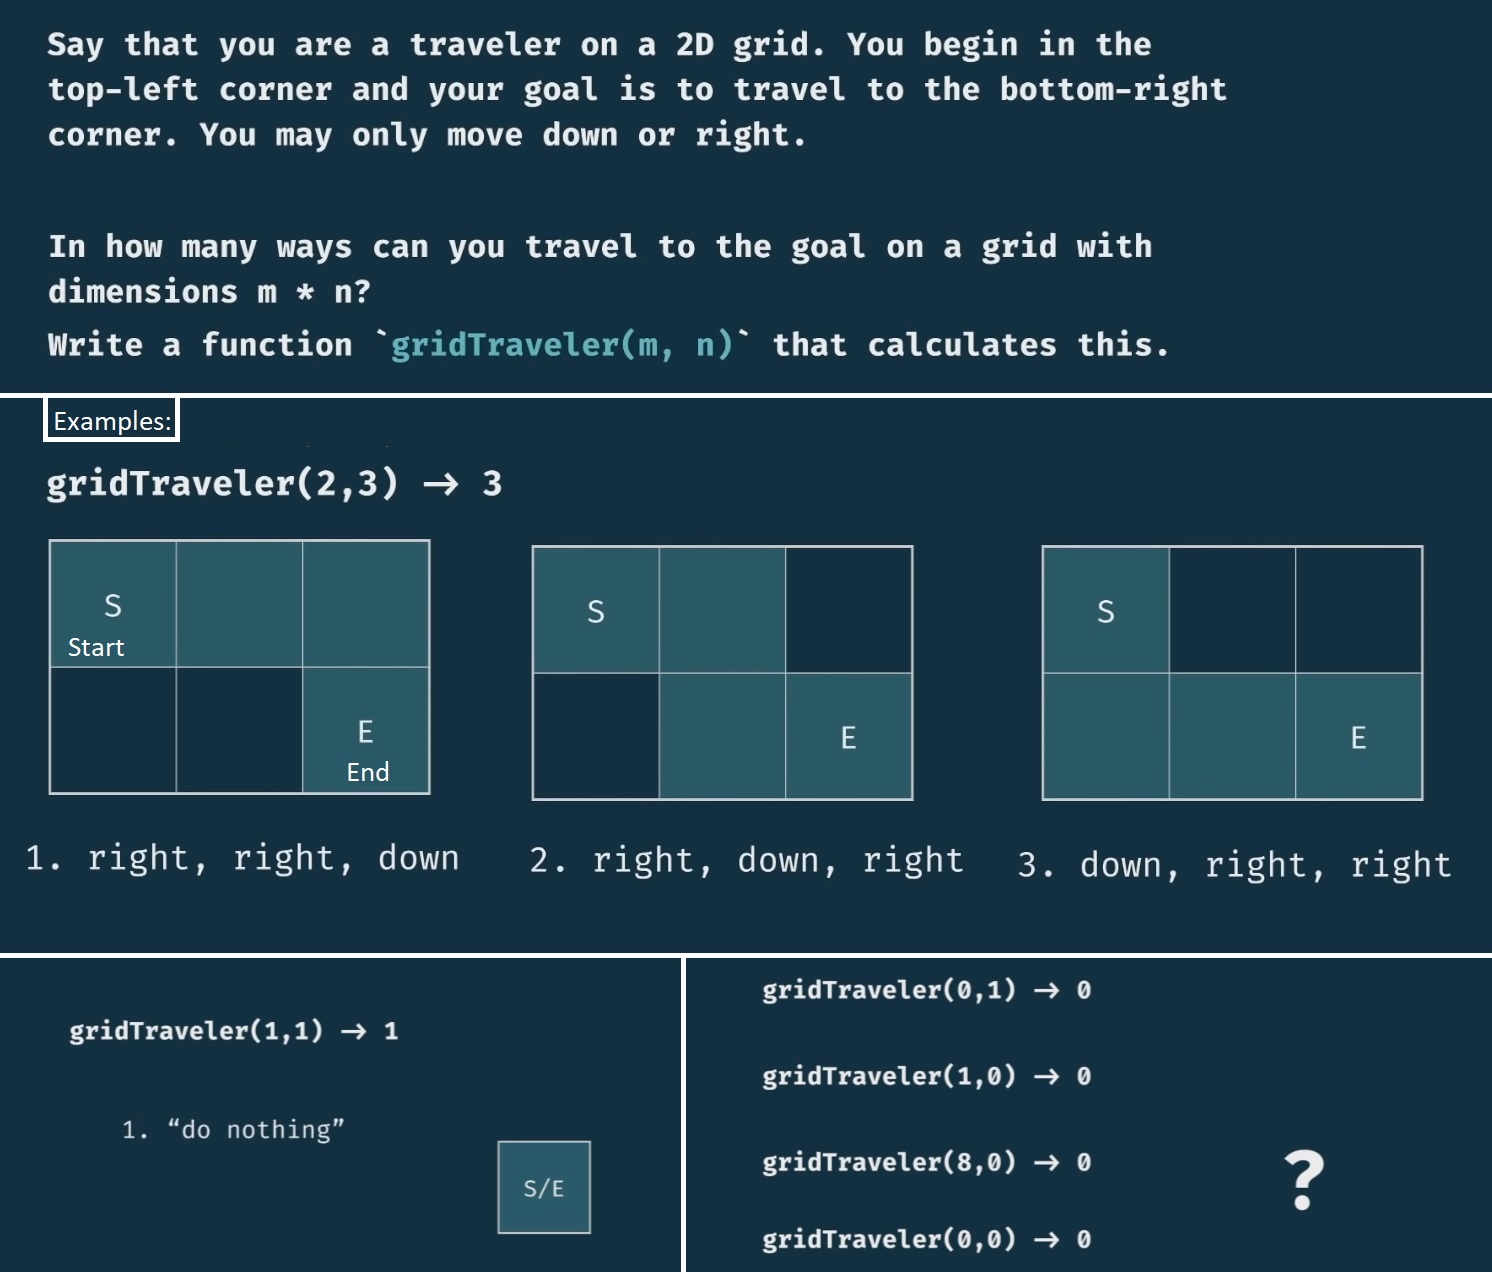 Say that you are a traveler on a 2D grid. You begin in the
top-left corner and your goal is to travel to the bottom-right
corner. You may only move down or right.
In how many ways can you travel to the goal on a grid with
dimensions m * n?
Write a function `gridTraveler(m, n)` that calculates this.
Examples:
gridTraveler(2,3) → 3
S
Start
E
End
1. right, right, down
S
E
2. right, down, right
S
E
3. down, right, right
gridTraveler(1,1) → 1
1. “do nothing”
S/E
gridTraveler(0,1) → 0
gridTraveler(1,0) → 0
gridTraveler(8,0) → 0
gridTraveler(0,0) → 0
?